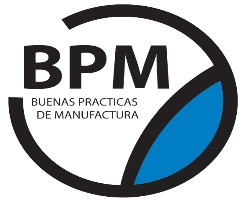 BPM
BUENAS PRACTICAS
DE MANUFACTURA